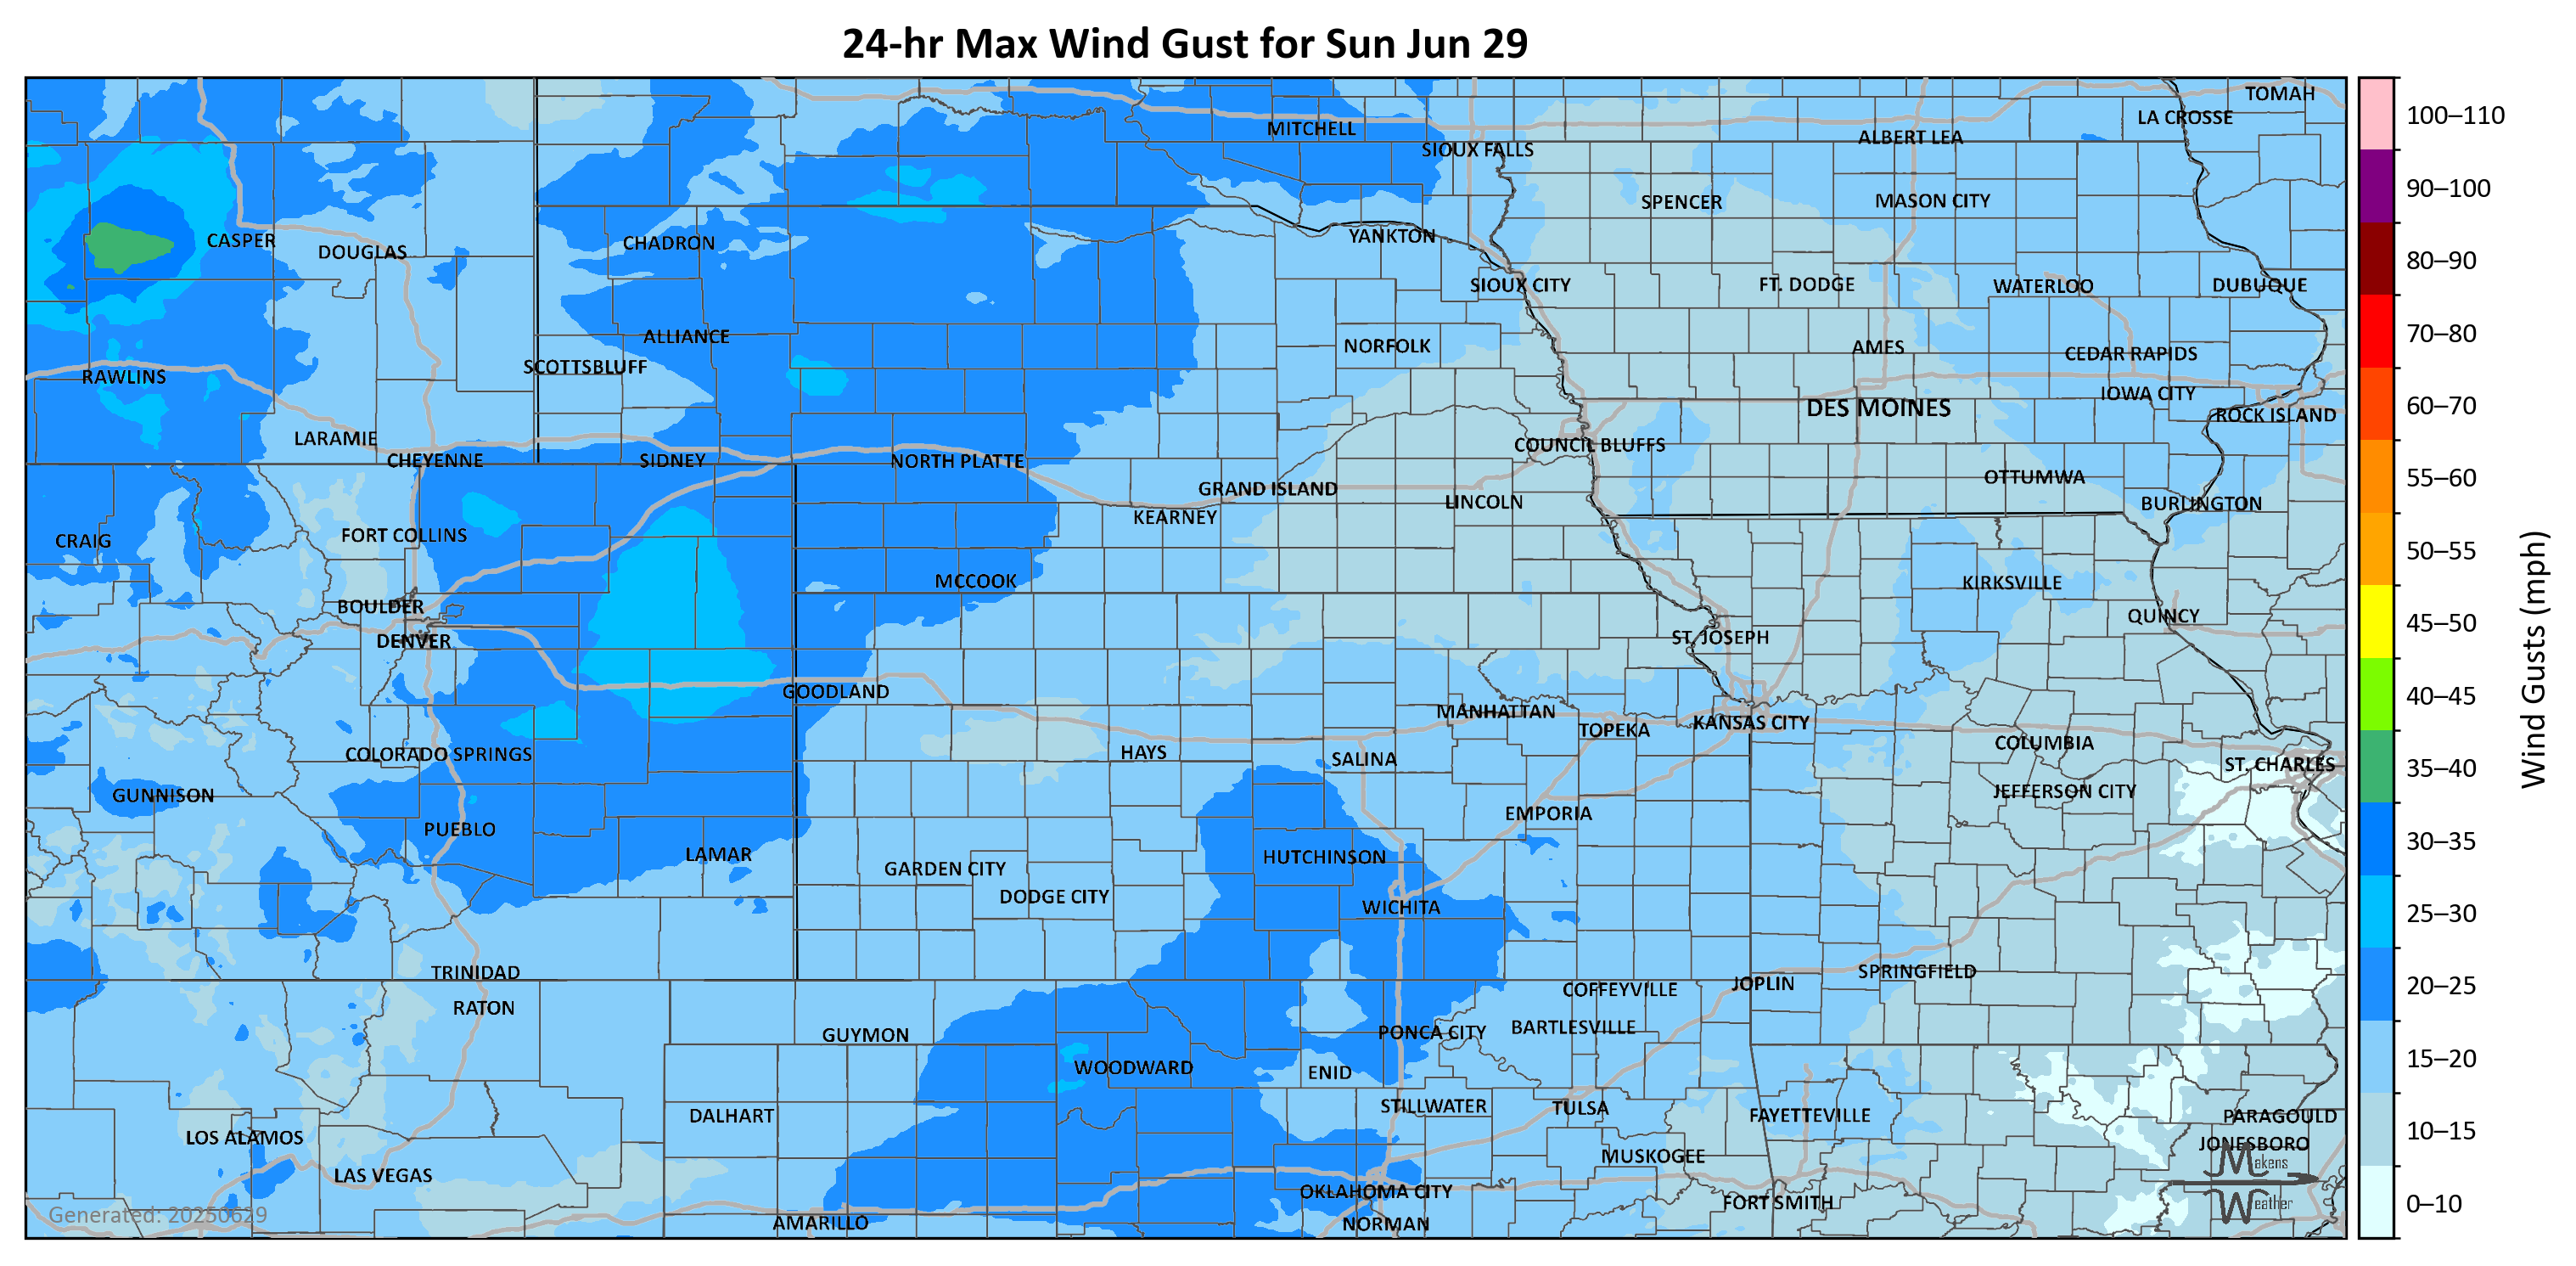 24-hr Max Wind Gust for Sun Jun 29
TOMAH
LA CROSSE
MITCHELL
ALBERT LEA
SIOUX FALLS
SPENCER
MASON CITY
CASPER
DOUGLAS
CHADRON
YANKTON
SIOUX CITY
FT. DODGE
WATERLOO
DUBUQUE
ALLIANCE
NORFOLK
AMES
CEDAR RAPIDS
RAWLINS
SCOTTSBLUFF
IOWA CITY
DES MOINES
ROCK ISLAND
LARAMIE
COUNCIL BLUFFS
CHEYENNE
SIDNEY
NORTH PLATTE
OTTUMWA
GRAND ISLAND
LINCOLN
BURLINGTON
KEARNEY
CRAIG
FORT COLLINS
MCCOOK
KIRKSVILLE
BOULDER
QUINCY
DENVER
ST. JOSEPH
GOODLAND
MANHATTAN
TOPEKA
KANSAS CITY
COLUMBIA
COLORADO SPRINGS
HAYS
SALINA
ST. CHARLES
GUNNISON
JEFFERSON CITY
PUEBLO
EMPORIA
LAMAR
HUTCHINSON
GARDEN CITY
DODGE CITY
WICHITA
TRINIDAD
SPRINGFIELD
JOPLIN
COFFEYVILLE
RATON
GUYMON
PONCA CITY
BARTLESVILLE
WOODWARD
ENID
DALHART
STILLWATER
TULSA
FAYETTEVILLE
PARAGOULD
LOS ALAMOS
JONESBORO
LAS VEGAS
MUSKOGEE
OKLAHOMA CITY
FORT SMITH
AMARILLO
NORMAN
Generated: 20250629
Makens
Weather
100–110
90–100
80–90
70–80
60–70
55–60
50–55
45–50
40–45
35–40
30–35
25–30
20–25
15–20
10–15
0–10
Wind Gusts (mph)